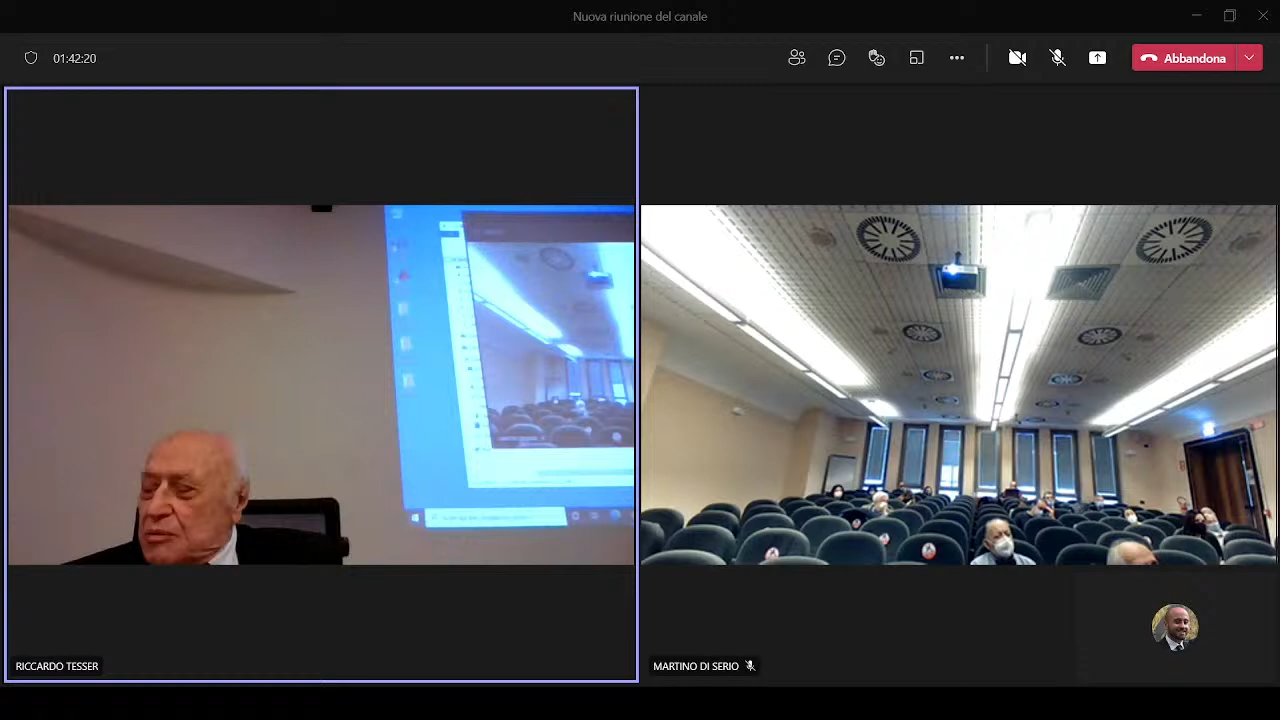 Nuova riunione del canale
01:42:20
Abbandona
RICCARDO TESSER
MARTINO DI SERIO